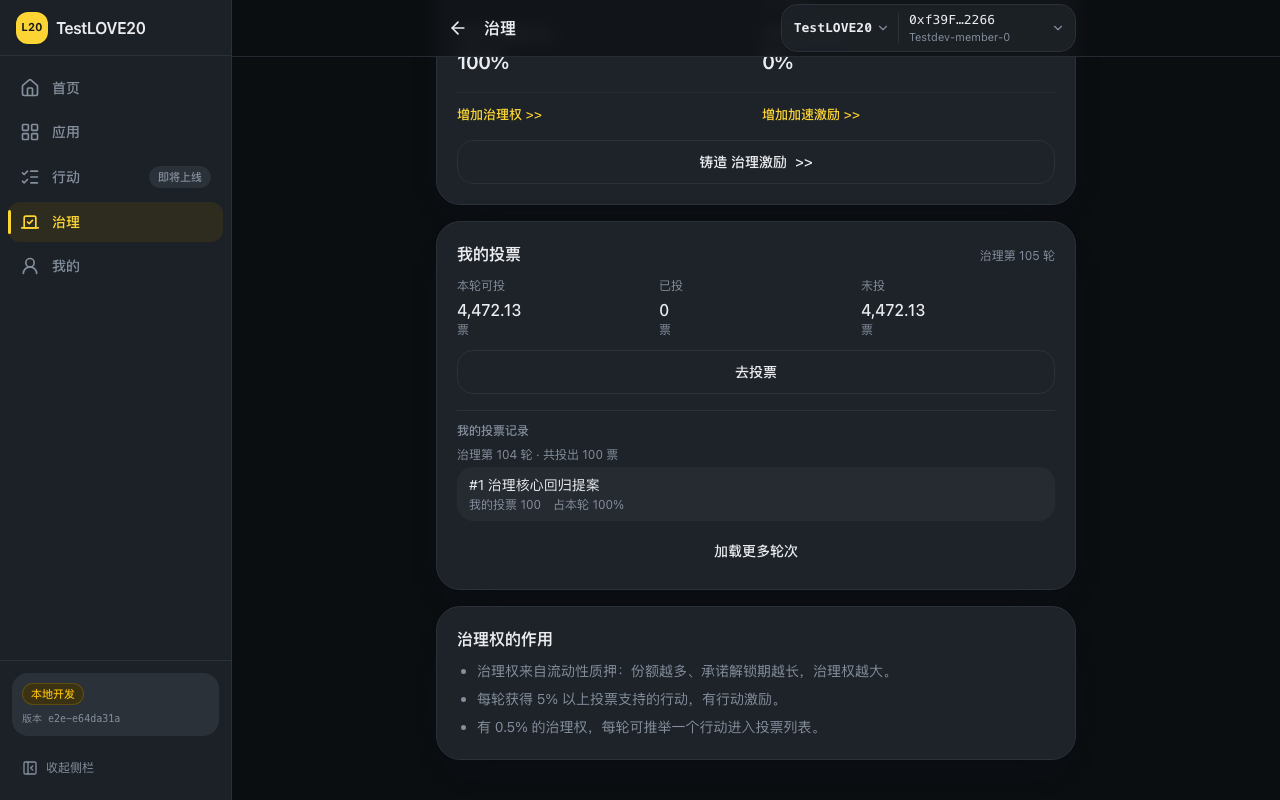 L20 TestLOVE20
首页
应用
行动 即将上线
治理
我的
本地开发
版本 e2e-e64da31a
收起侧栏
治理
TestLOVE20
0xf39F…2266
Testdev-member-0
100% 0%
增加治理权 >> 增加加速激励 >>
铸造 治理激励 >>
我的投票 治理第 105 轮
本轮可投 已投 未投
4,472.13 0 4,472.13
票 票 票
去投票
我的投票记录
治理第 104 轮 · 共投出 100 票
#1 治理核心回归提案
我的投票 100 占本轮 100%
加载更多轮次
治理权的作用
• 治理权来自流动性质押：份额越多、承诺解锁期越长，治理权越大。
• 每轮获得 5% 以上投票支持的行动，有行动激励。
• 有 0.5% 的治理权，每轮可推举一个行动进入投票列表。